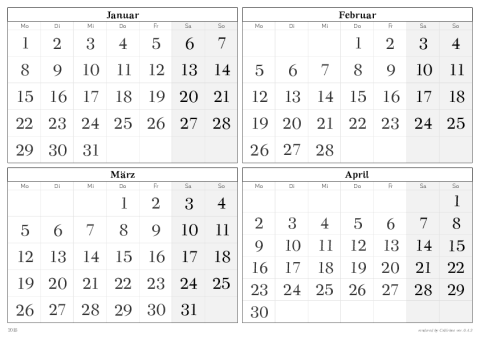 Januar
Mo Di Mi Do Fr Sa So
1 2 3 4 5 6 7
8 9 10 11 12 13 14
15 16 17 18 19 20 21
22 23 24 25 26 27 28
29 30 31
Februar
Mo Di Mi Do Fr Sa So
1 2 3 4
5 6 7 8 9 10 11
12 13 14 15 16 17 18
19 20 21 22 23 24 25
26 27 28
März
Mo Di Mi Do Fr Sa So
1 2 3 4
5 6 7 8 9 10 11
12 13 14 15 16 17 18
19 20 21 22 23 24 25
26 27 28 29 30 31
April
Mo Di Mi Do Fr Sa So
1
2 3 4 5 6 7 8
9 10 11 12 13 14 15
16 17 18 19 20 21 22
23 24 25 26 27 28 29
30
2018